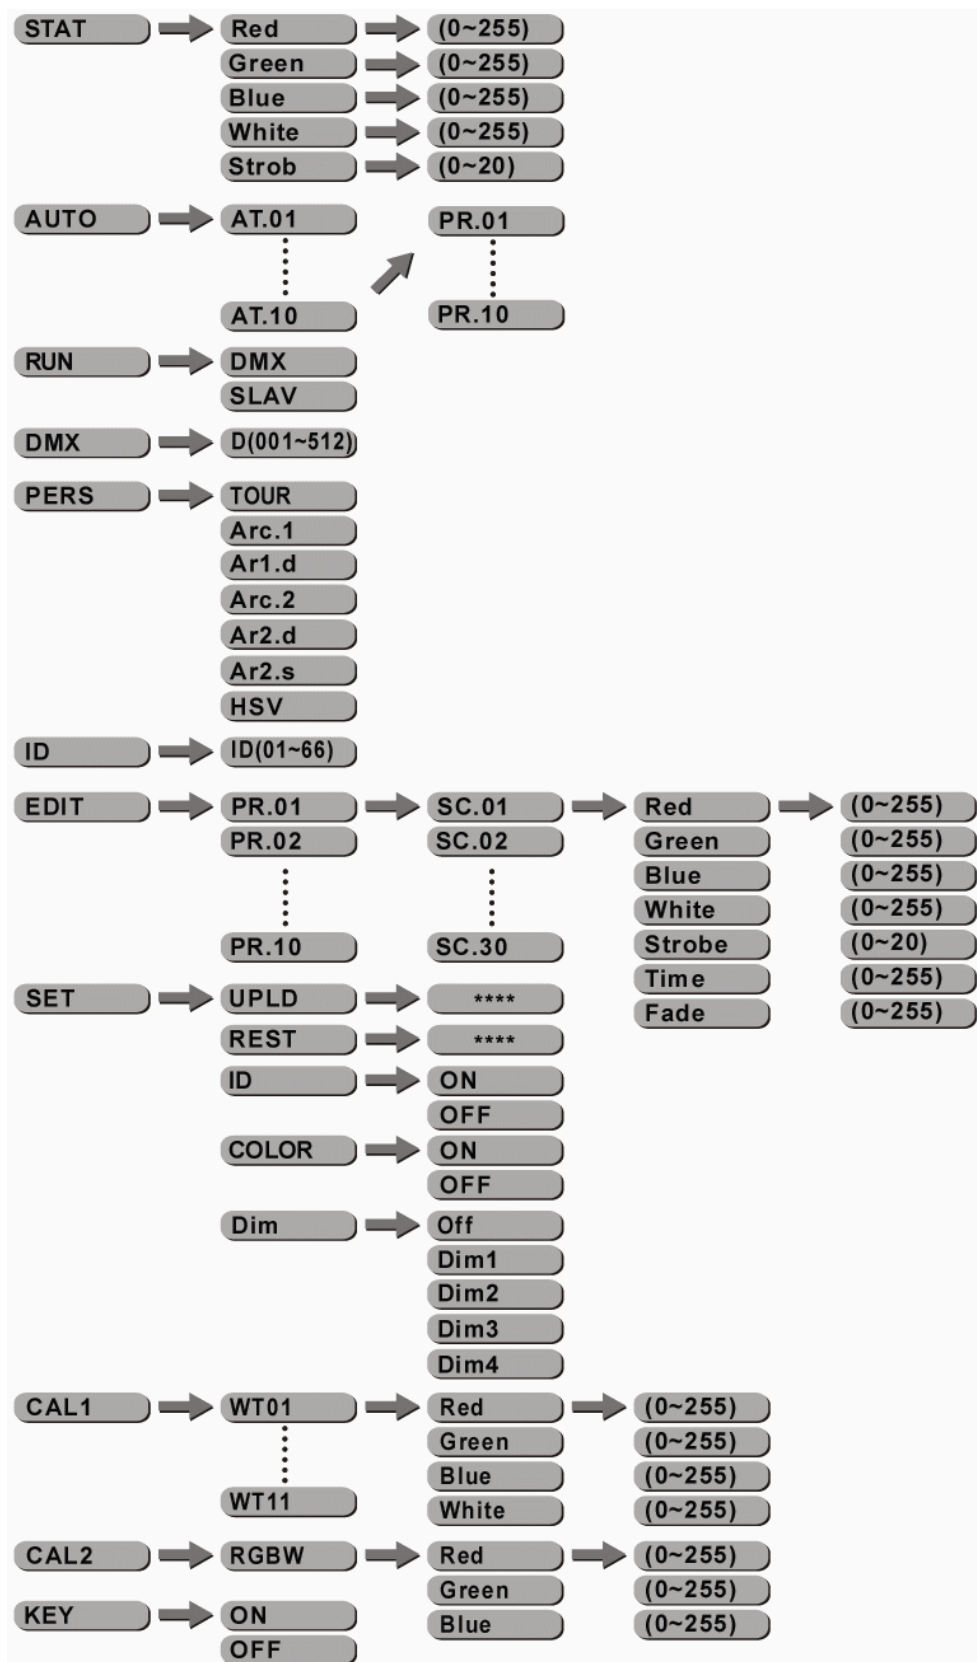 STAT Red (0~255)
Green (0~255)
Blue (0~255)
White (0~255)
Strob (0~20)
AUTO AT.01 PR.01
AT.10 PR.10
RUN DMX
SLAV
DMX D(001~512)
PERS TOUR
Arc.1
Ar1.d
Arc.2
Ar2.d
Ar2.s
HSV
ID ID(01~66)
EDIT PR.01 SC.01 Red (0~255)
PR.02 SC.02 Green (0~255)
Blue (0~255)
White (0~255)
PR.10 SC.30 Strobe (0~20)
SET UPLD **** Time (0~255)
Fade (0~255)
REST ****
ID ON
OFF
COLOR ON
OFF
Dim Off
Dim1
Dim2
Dim3
Dim4
CAL1 WT01 Red (0~255)
Green (0~255)
Blue (0~255)
WT11 White (0~255)
CAL2 RGBW Red (0~255)
Green (0~255)
KEY ON Blue (0~255)
OFF